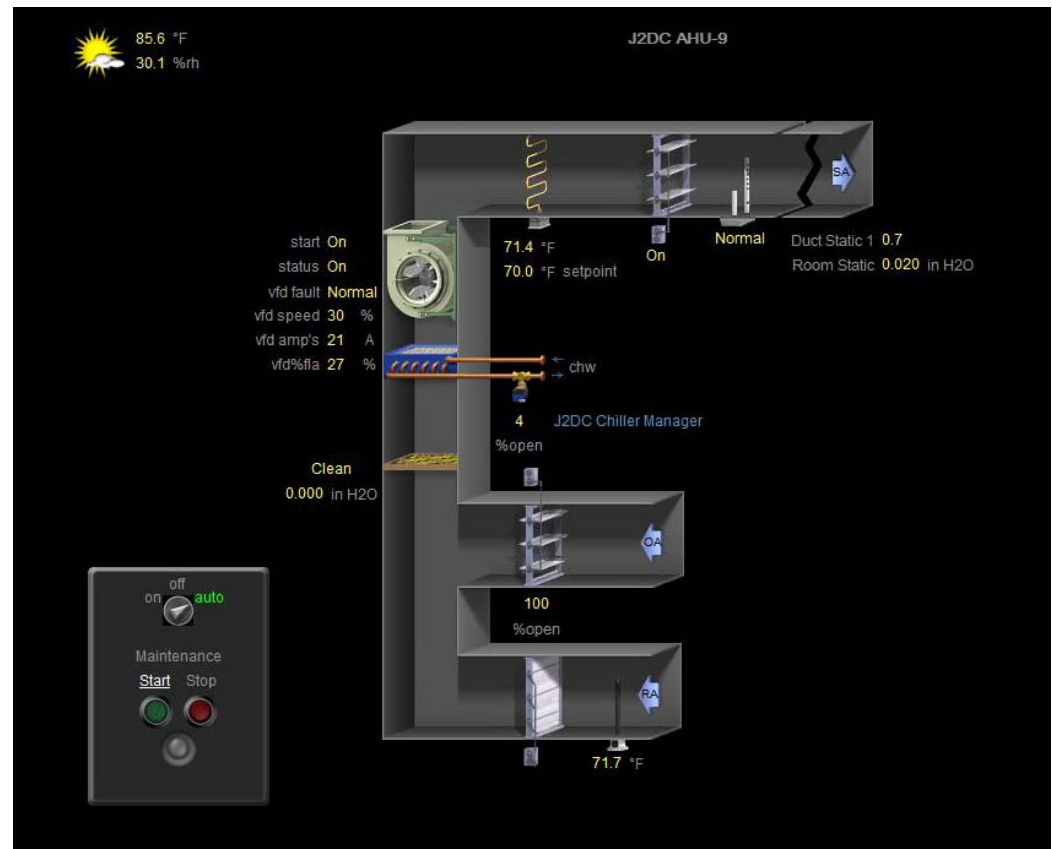 85.6 °F
30.1 %rh
J2DC AHU-9
SA
start On
status On
vfd fault Normal
vfd speed 30 %
vfd amp's 21 A
vfd%fla 27 %
71.4 °F
70.0 °F setpoint
On
Normal
Duct Static 1 0.7
Room Static 0.020 in H2O
chw
4 J2DC Chiller Manager
%open
Clean
0.000 in H2O
OA
100
%open
RA
71.7 °F
off
on auto
Maintenance
Start Stop